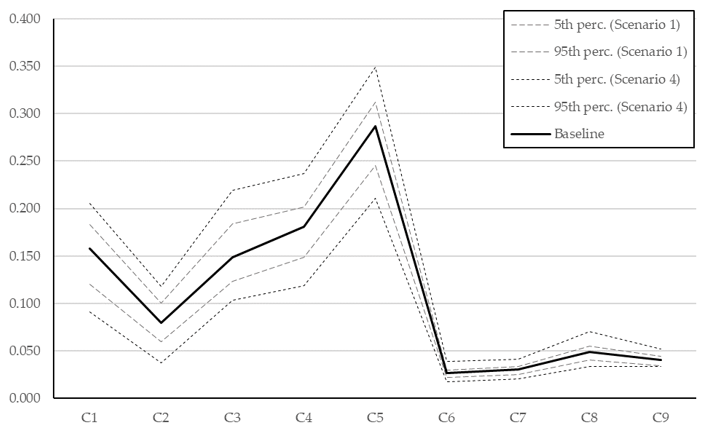 0.400
0.350
0.300
0.250
0.200
0.150
0.100
0.050
0.000
C1 C2 C3 C4 C5 C6 C7 C8 C9
5th perc. (Scenario 1)
95th perc. (Scenario 1)
5th perc. (Scenario 4)
95th perc. (Scenario 4)
Baseline